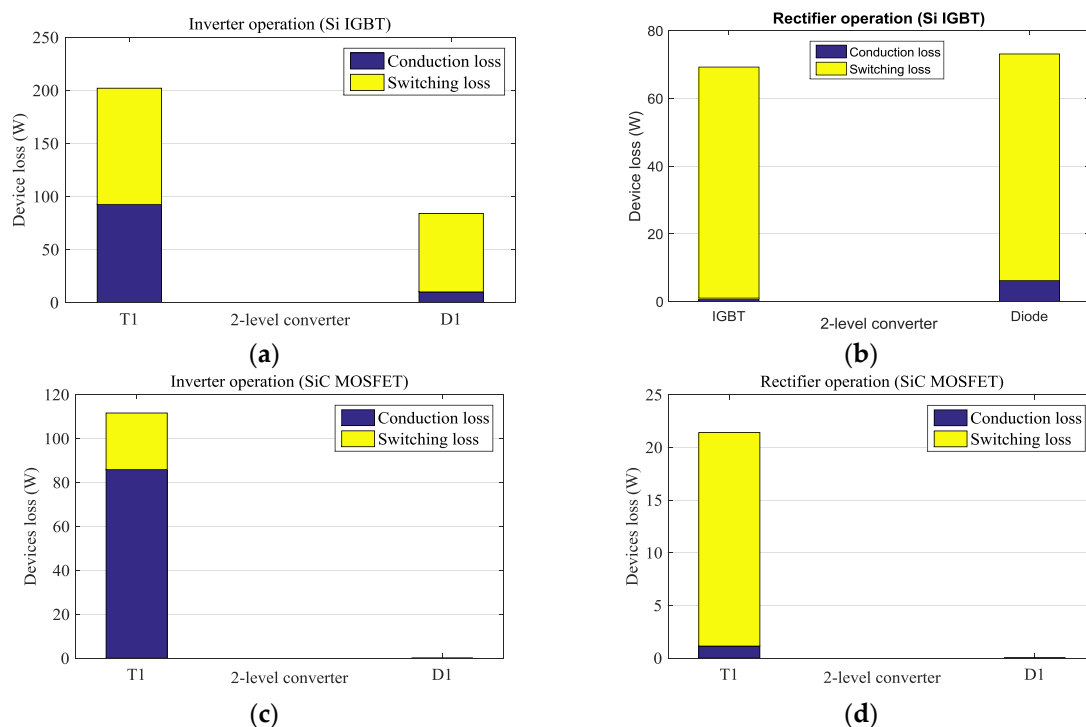 Inverter operation (Si IGBT)
250
200
150
100
50
0
Device loss (W)
Conduction loss
Switching loss
T1
2-level converter
D1
(a)
Rectifier operation (Si IGBT)
80
60
40
20
0
Device loss (W)
Conduction loss
Switching loss
IGBT
2-level converter
Diode
(b)
Inverter operation (SiC MOSFET)
120
100
80
60
40
20
0
Devices loss (W)
Conduction loss
Switching loss
T1
2-level converter
D1
(c)
Rectifier operation (SiC MOSFET)
25
20
15
10
5
0
Devices loss (W)
Conduction loss
Switching loss
T1
2-level converter
D1
(d)